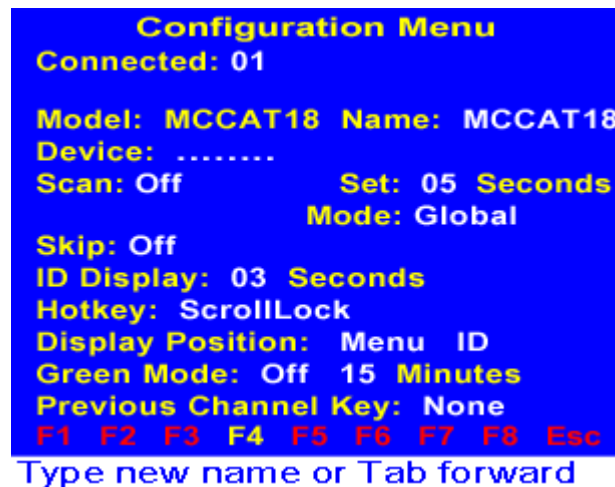 Configuration Menu
Connected: 01
Model: MCCAT18 Name: MCCAT18
Device: ........
Scan: Off Set: 05 Seconds
Mode: Global
Skip: Off
ID Display: 03 Seconds
Hotkey: ScrollLock
Display Position: Menu ID
Green Mode: Off 15 Minutes
Previous Channel Key: None
F1 F2 F3 F4 F5 F6 F7 F8 Esc
Type new name or Tab forward